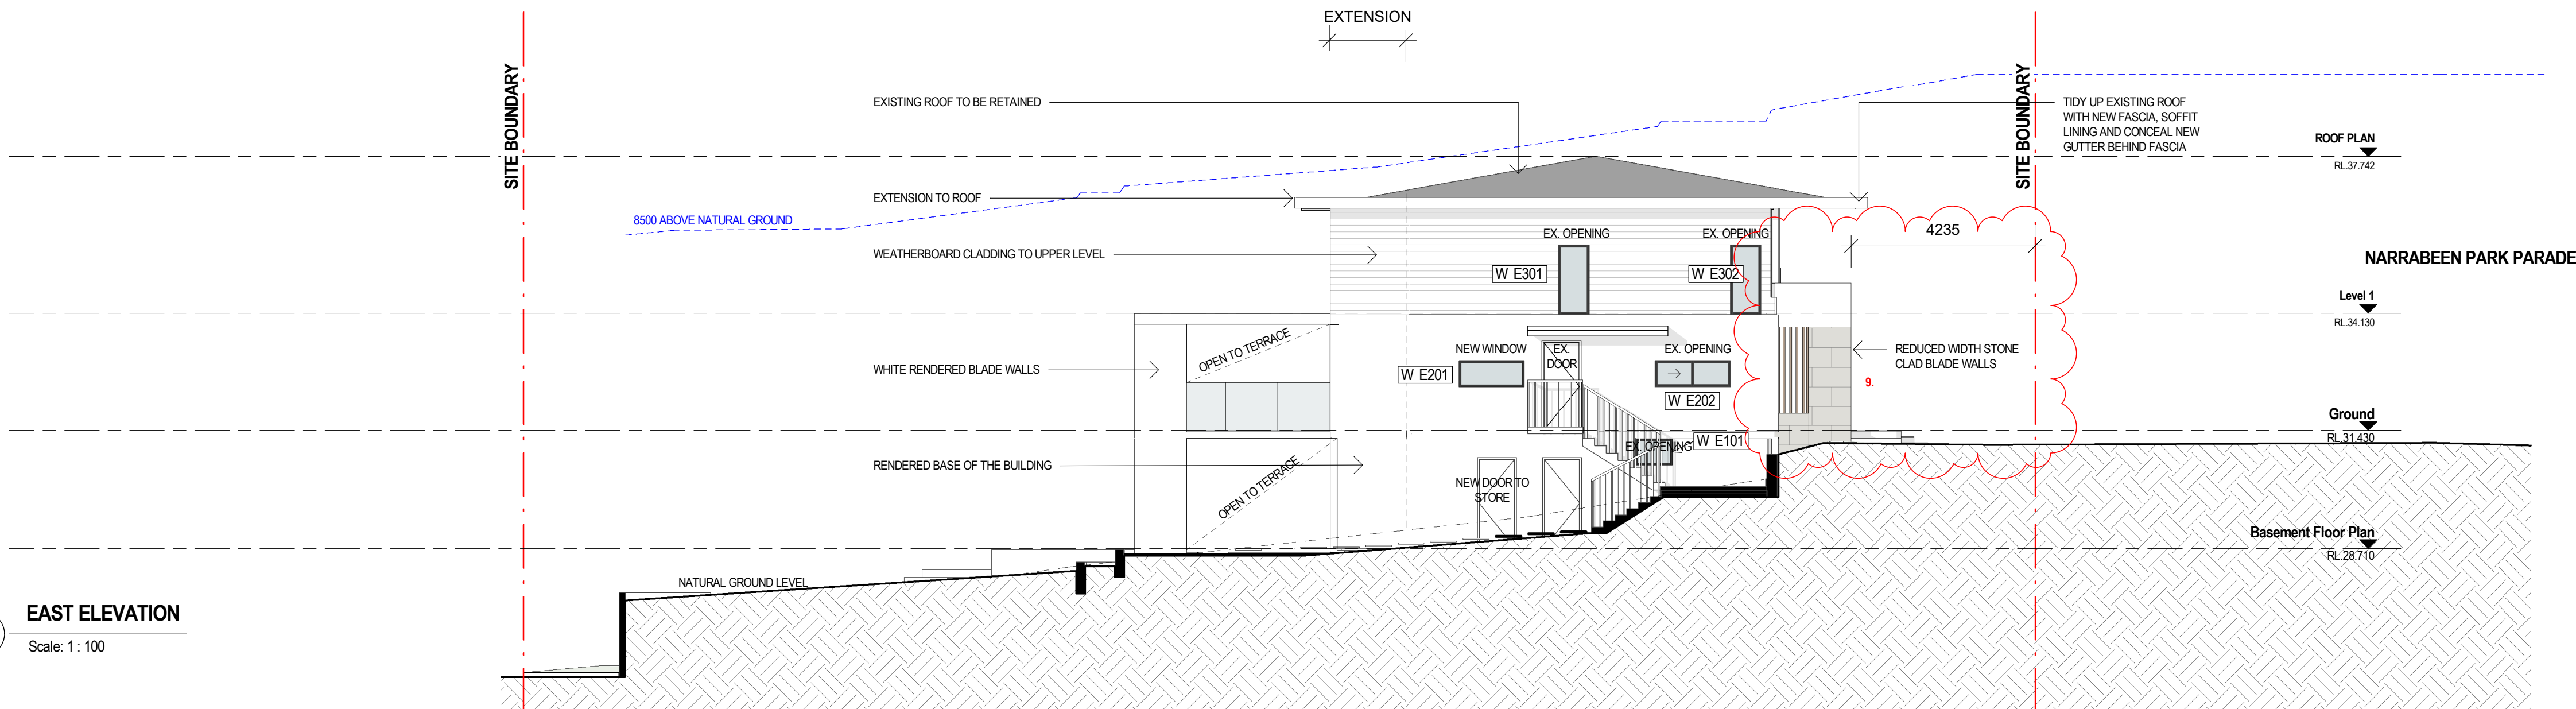 EXTENSION
SITE BOUNDARY
SITE BOUNDARY
EXISTING ROOF TO BE RETAINED
TIDY UP EXISTING ROOF
WITH NEW FASCIA, SOFFIT
LINING AND CONCEAL NEW
GUTTER BEHIND FASCIA
ROOF PLAN
RL.37.742
EXTENSION TO ROOF
8500 ABOVE NATURAL GROUND
EX. OPENING
EX. OPENING
4235
WEATHERBOARD CLADDING TO UPPER LEVEL
NARRABEEN PARK PARADE
W E301
W E302
Level 1
RL.34.130
OPEN TO TERRACE
NEW WINDOW
EX.
DOOR
EX. OPENING
REDUCED WIDTH STONE
CLAD BLADE WALLS
WHITE RENDERED BLADE WALLS
W E201
9.
W E202
Ground
RL.31.430
W E101
EX. OPENING
RENDERED BASE OF THE BUILDING
OPEN TO TERRACE
NEW DOOR TO
STORE
Basement Floor Plan
RL.28.710
NATURAL GROUND LEVEL
EAST ELEVATION
Scale: 1 : 100